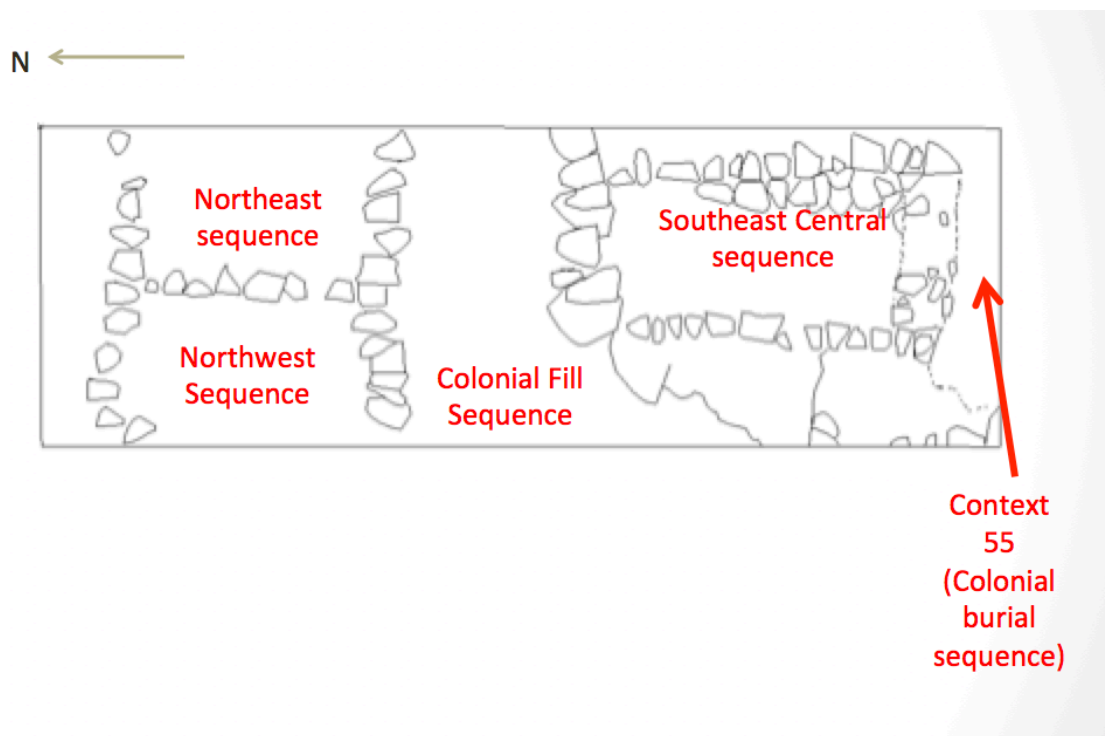 N
Northeast
sequence
Northwest
Sequence
Colonial Fill
Sequence
Southeast Central
sequence
Context
55
(Colonial
burial
sequence)